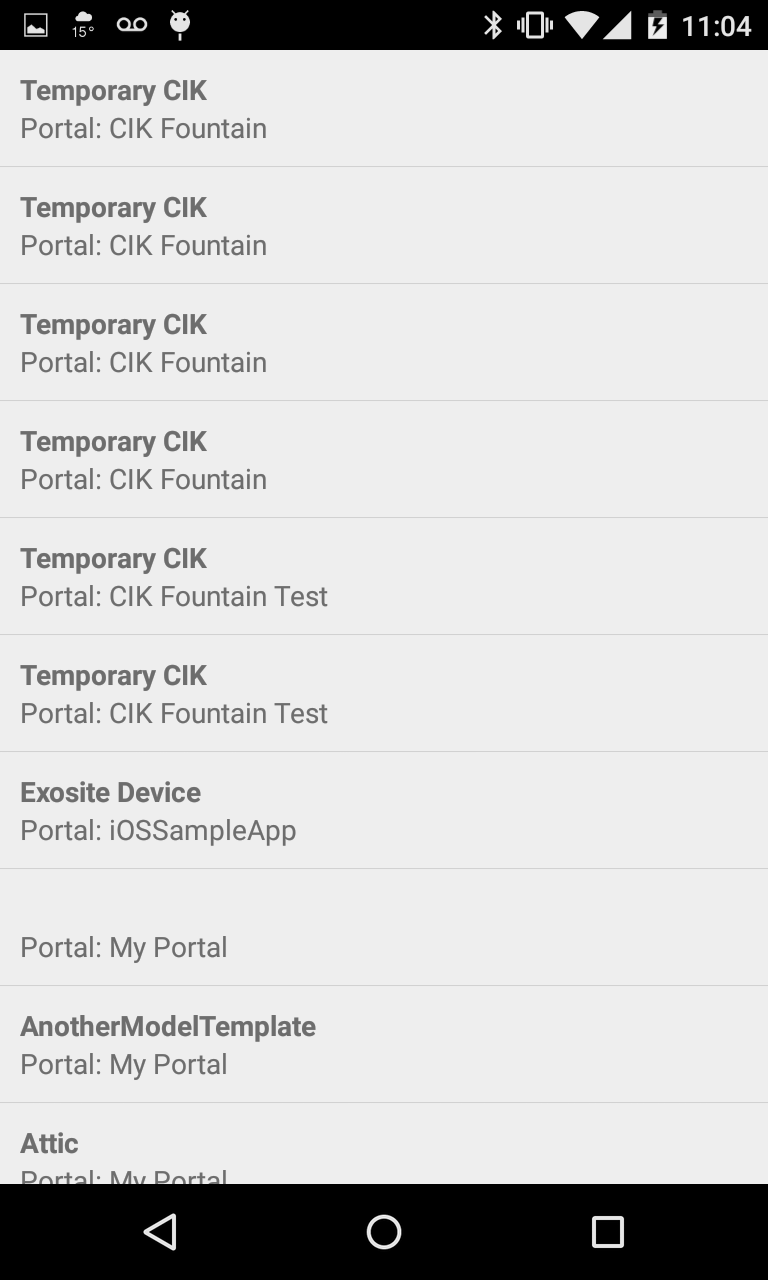 15°
11:04
Temporary CIK
Portal: CIK Fountain
Temporary CIK
Portal: CIK Fountain
Temporary CIK
Portal: CIK Fountain
Temporary CIK
Portal: CIK Fountain
Temporary CIK
Portal: CIK Fountain Test
Temporary CIK
Portal: CIK Fountain Test
Exosite Device
Portal: iOSSampleApp
Portal: My Portal
AnotherModelTemplate
Portal: My Portal
Attic
Portal: My Portal